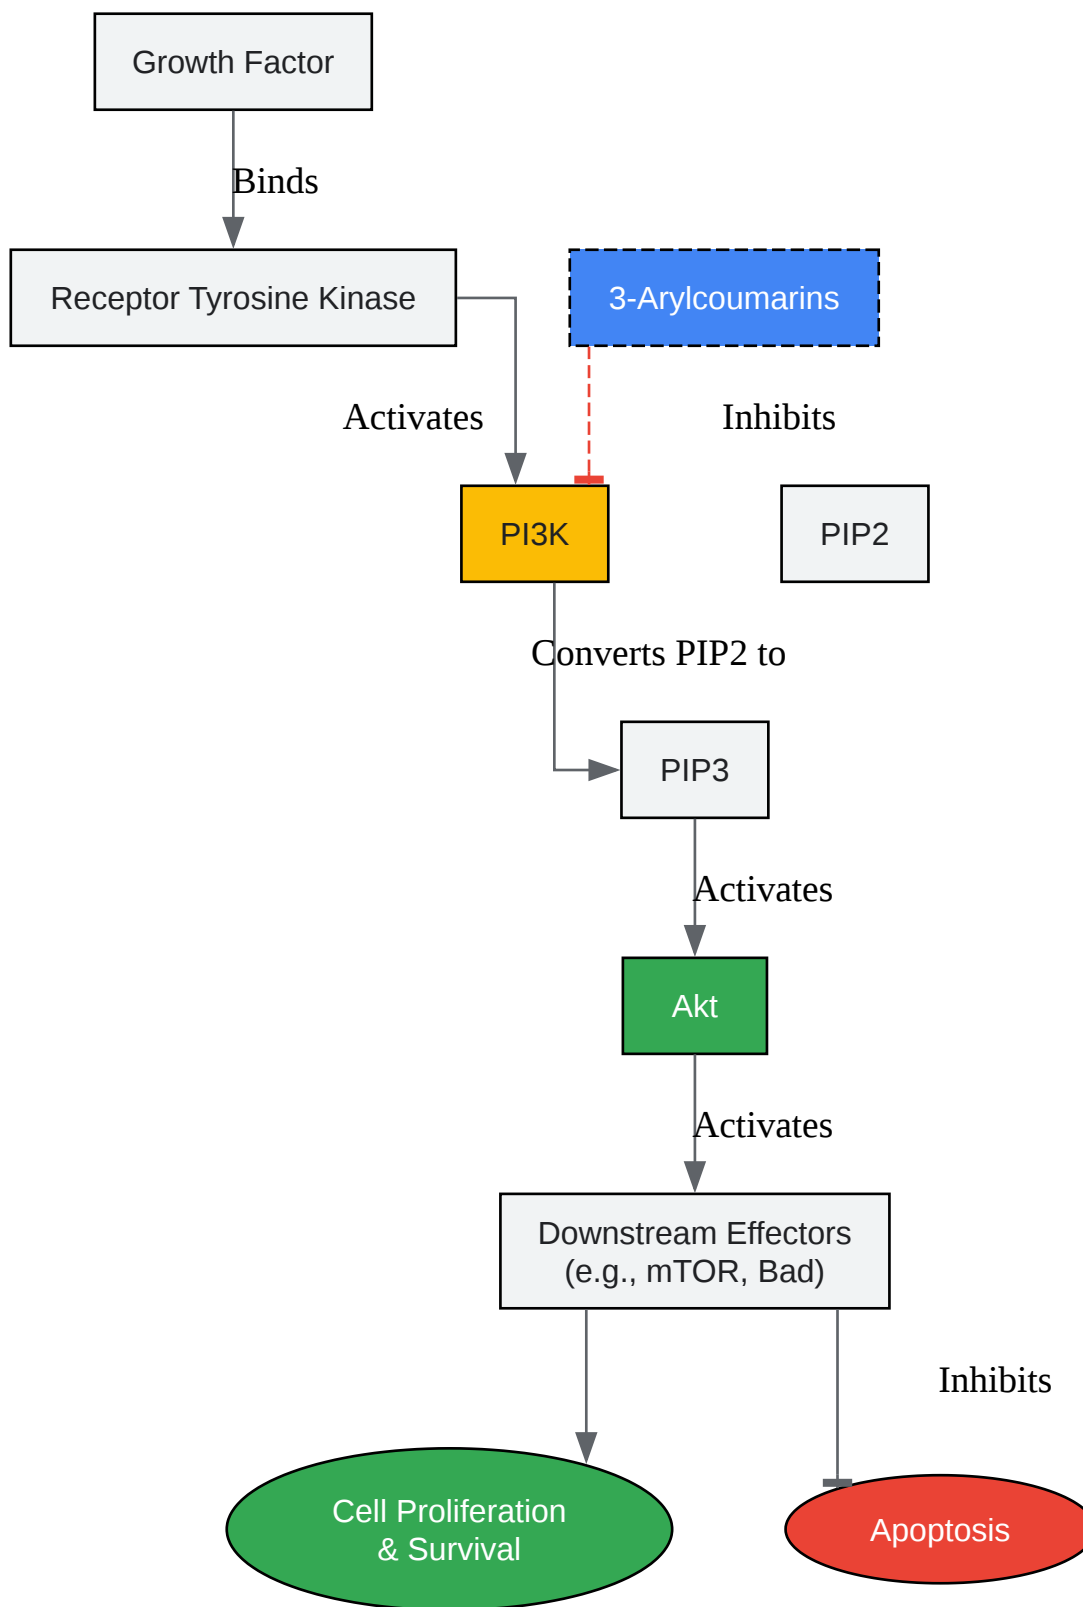 Growth Factor
Binds
Receptor Tyrosine Kinase
3-Arylcoumarins
Activates
Inhibits
PI3K
PIP2
Converts PIP2 to
PIP3
Activates
Akt
Activates
Downstream Effectors
(e.g., mTOR, Bad)
Inhibits
Cell Proliferation
& Survival
Apoptosis